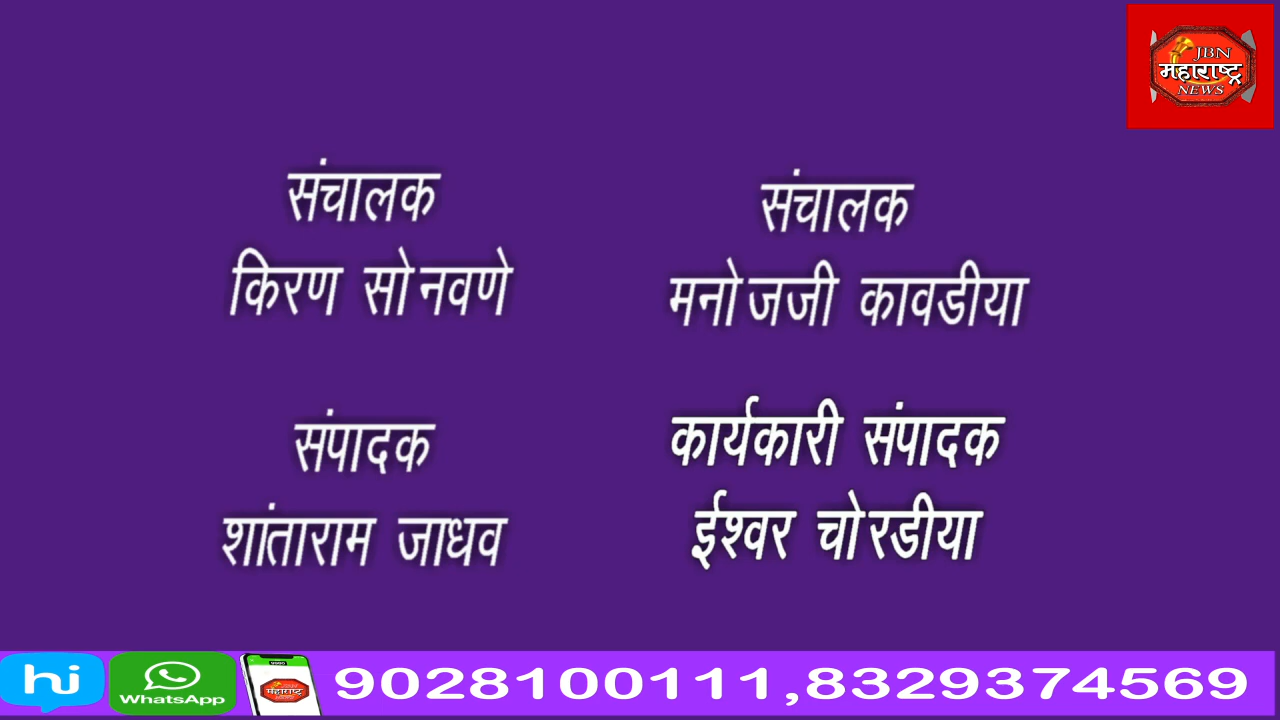 JBN
महाराष्ट्र
NEWS
संचालक
किरण सोनवणे
संचालक
मनोजजी कावडीया
संपादक
शांताराम जाधव
कार्यकारी संपादक
ईश्वर चोरडीया
hi
WhatsApp
महाराष्ट्र
9028100111,8329374569